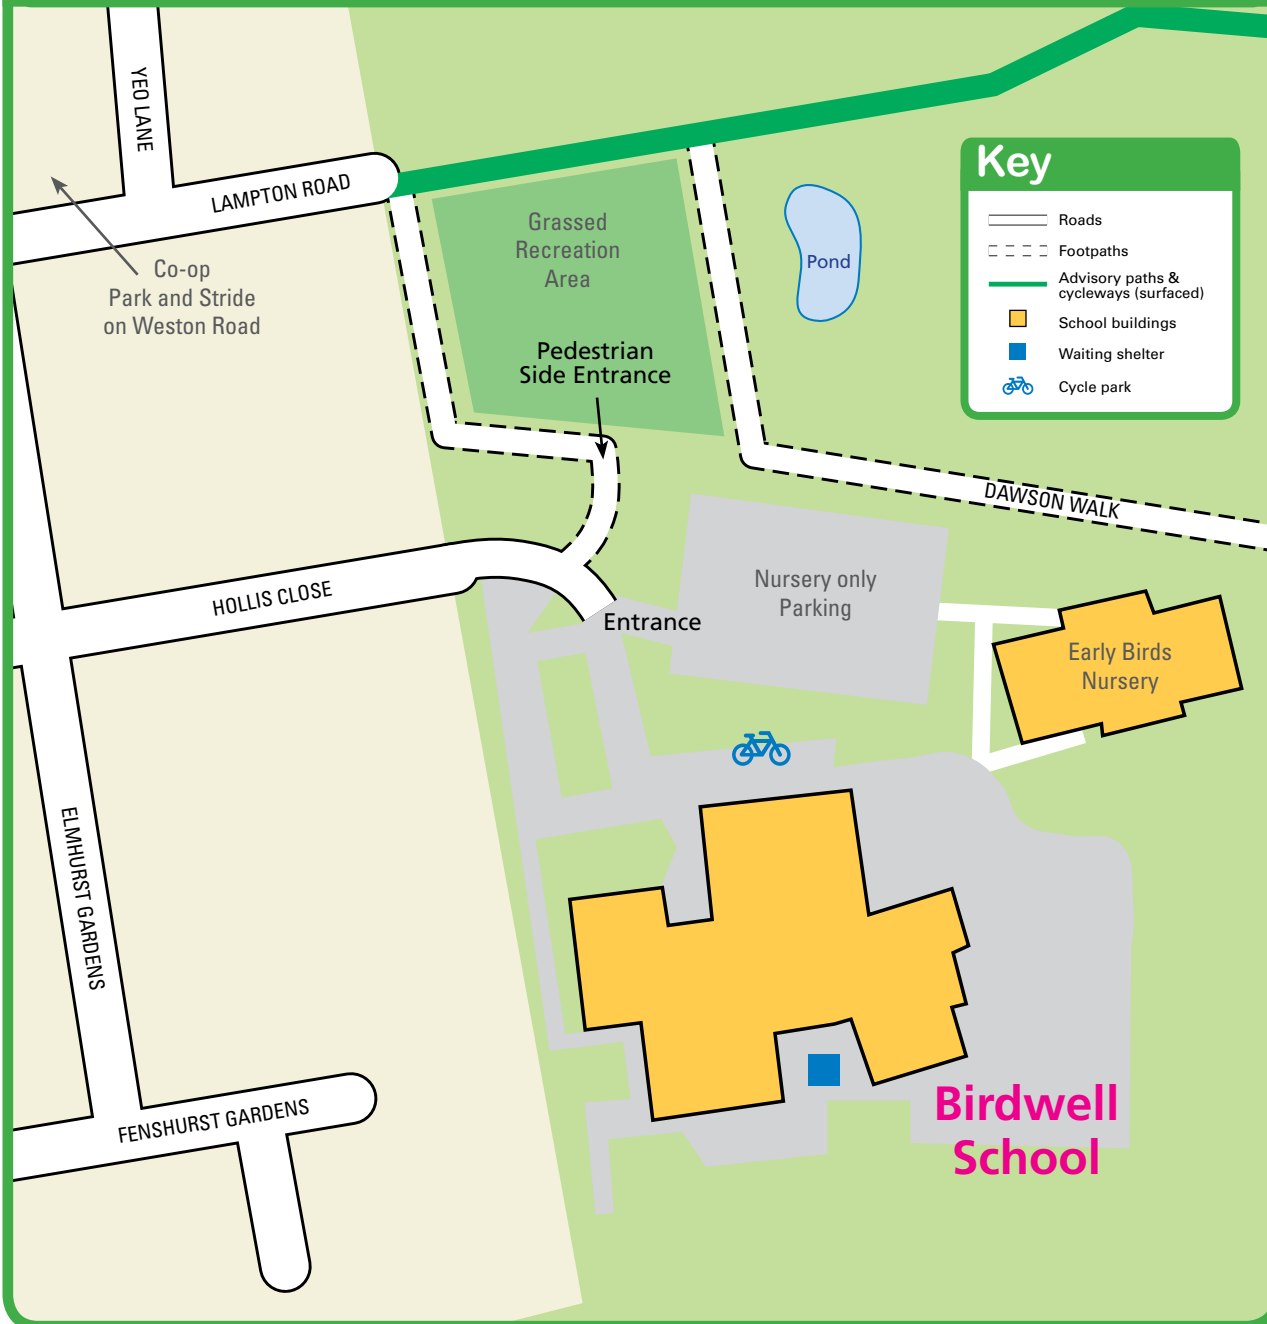 YEO LANE
LAMPTON ROAD
Co-op
Park and Stride
on Weston Road
Grassed
Recreation
Area
Pedestrian
Side Entrance
Pond
Key
Roads
Footpaths
Advisory paths &
cycleways (surfaced)
School buildings
Waiting shelter
Cycle park
DAWSON WALK
HOLLIS CLOSE
Entrance
Nursery only
Parking
Early Birds
Nursery
ELMHURST GARDENS
FENSHURST GARDENS
Birdwell
School